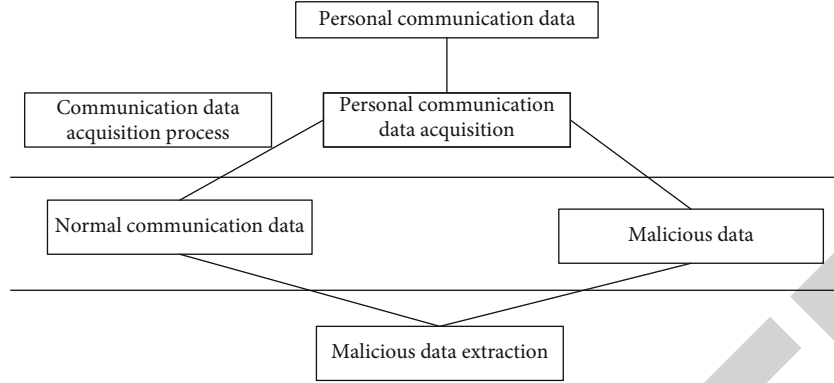 Personal communication data
Communication data
acquisition process
Personal communication
data acquisition
Normal communication data
Malicious data
Malicious data extraction